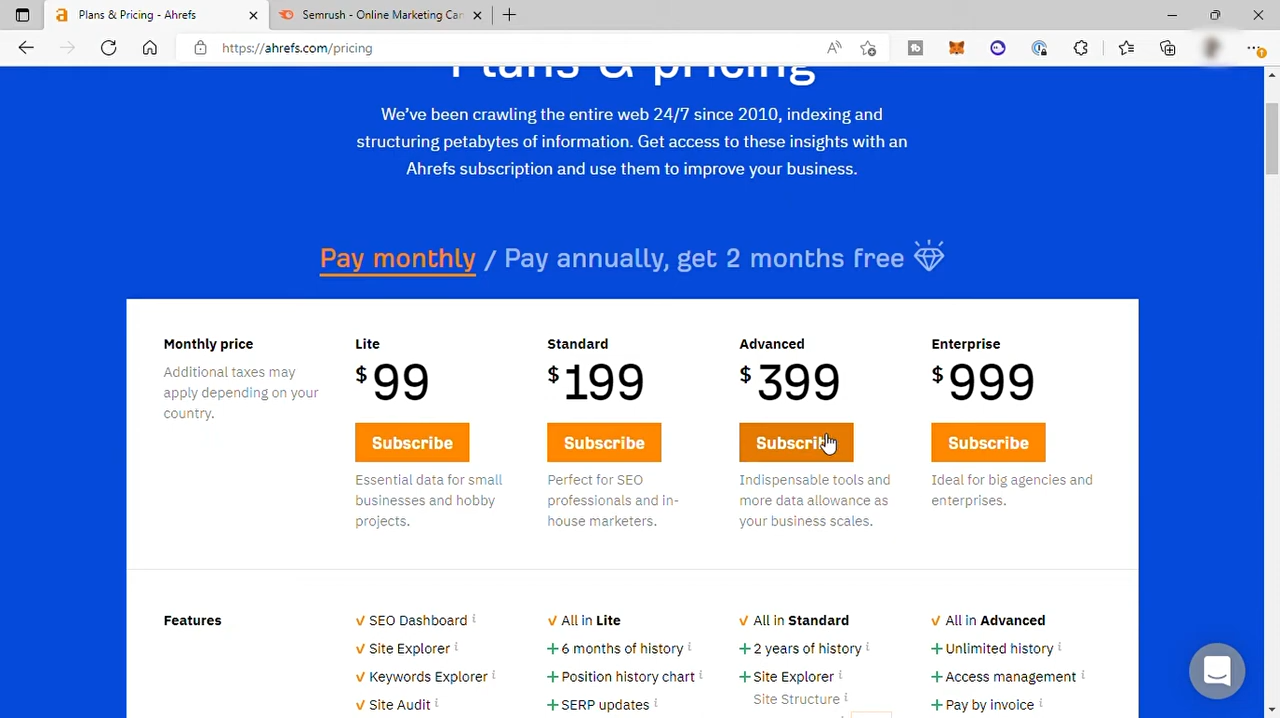 Plans & Pricing - Ahrefs
Semrush - Online Marketing Can
https://ahrefs.com/pricing
Plans & pricing
We've been crawling the entire web 24/7 since 2010, indexing and
structuring petabytes of information. Get access to these insights with an
Ahrefs subscription and use them to improve your business.
Pay monthly / Pay annually, get 2 months free
Monthly price
Additional taxes may
apply depending on your
country.
Lite
$99
Subscribe
Essential data for small
businesses and hobby
projects.
Standard
$199
Subscribe
Perfect for SEO
professionals and in-
house marketers.
Advanced
$399
Subscribe
Indispensable tools and
more data allowance as
your business scales.
Enterprise
$999
Subscribe
Ideal for big agencies and
enterprises.
Features
SEO Dashboard i
Site Explorer i
Keywords Explorer i
Site Audit i
All in Lite
+ 6 months of history i
+ Position history chart i
+ SERP updates i
All in Standard
+ 2 years of history i
+ Site Explorer i
Site Structure i
All in Advanced
+ Unlimited history i
+ Access management i
+ Pay by invoice i